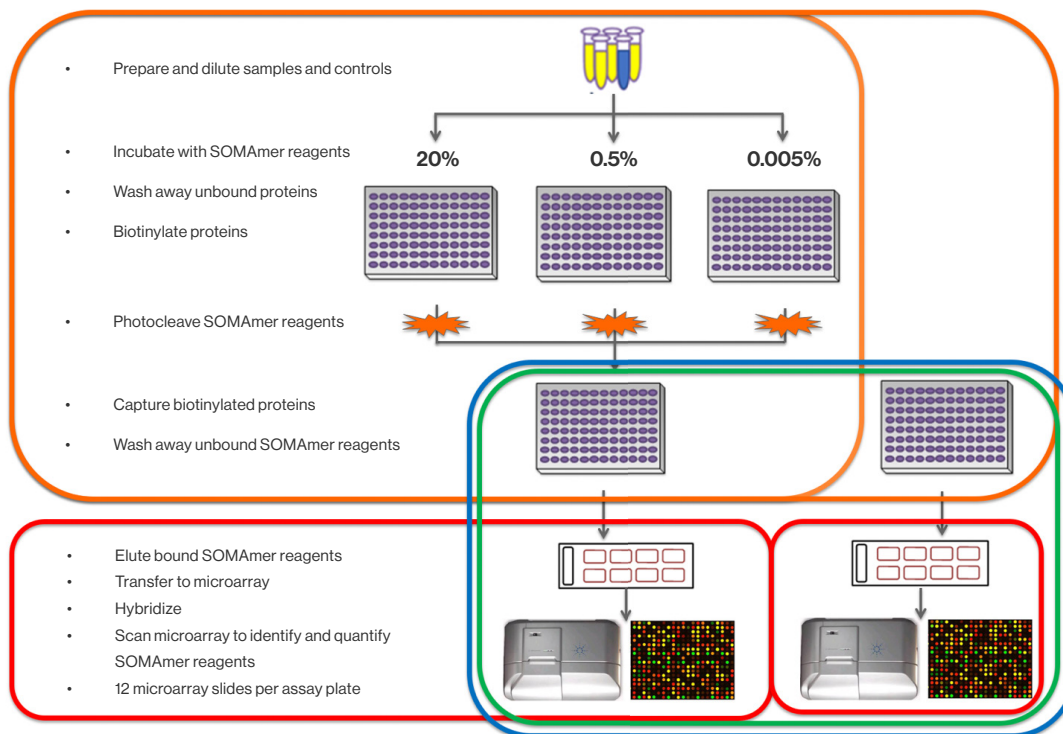 • Prepare and dilute samples and controls
• Incubate with SOMAmer reagents
20% 0.5% 0.005%
• Wash away unbound proteins
• Biotinylate proteins
• Photocleave SOMAmer reagents
• Capture biotinylated proteins
• Wash away unbound SOMAmer reagents
• Elute bound SOMAmer reagents
• Transfer to microarray
• Hybridize
• Scan microarray to identify and quantify
SOMAmer reagents
• 12 microarray slides per assay plate